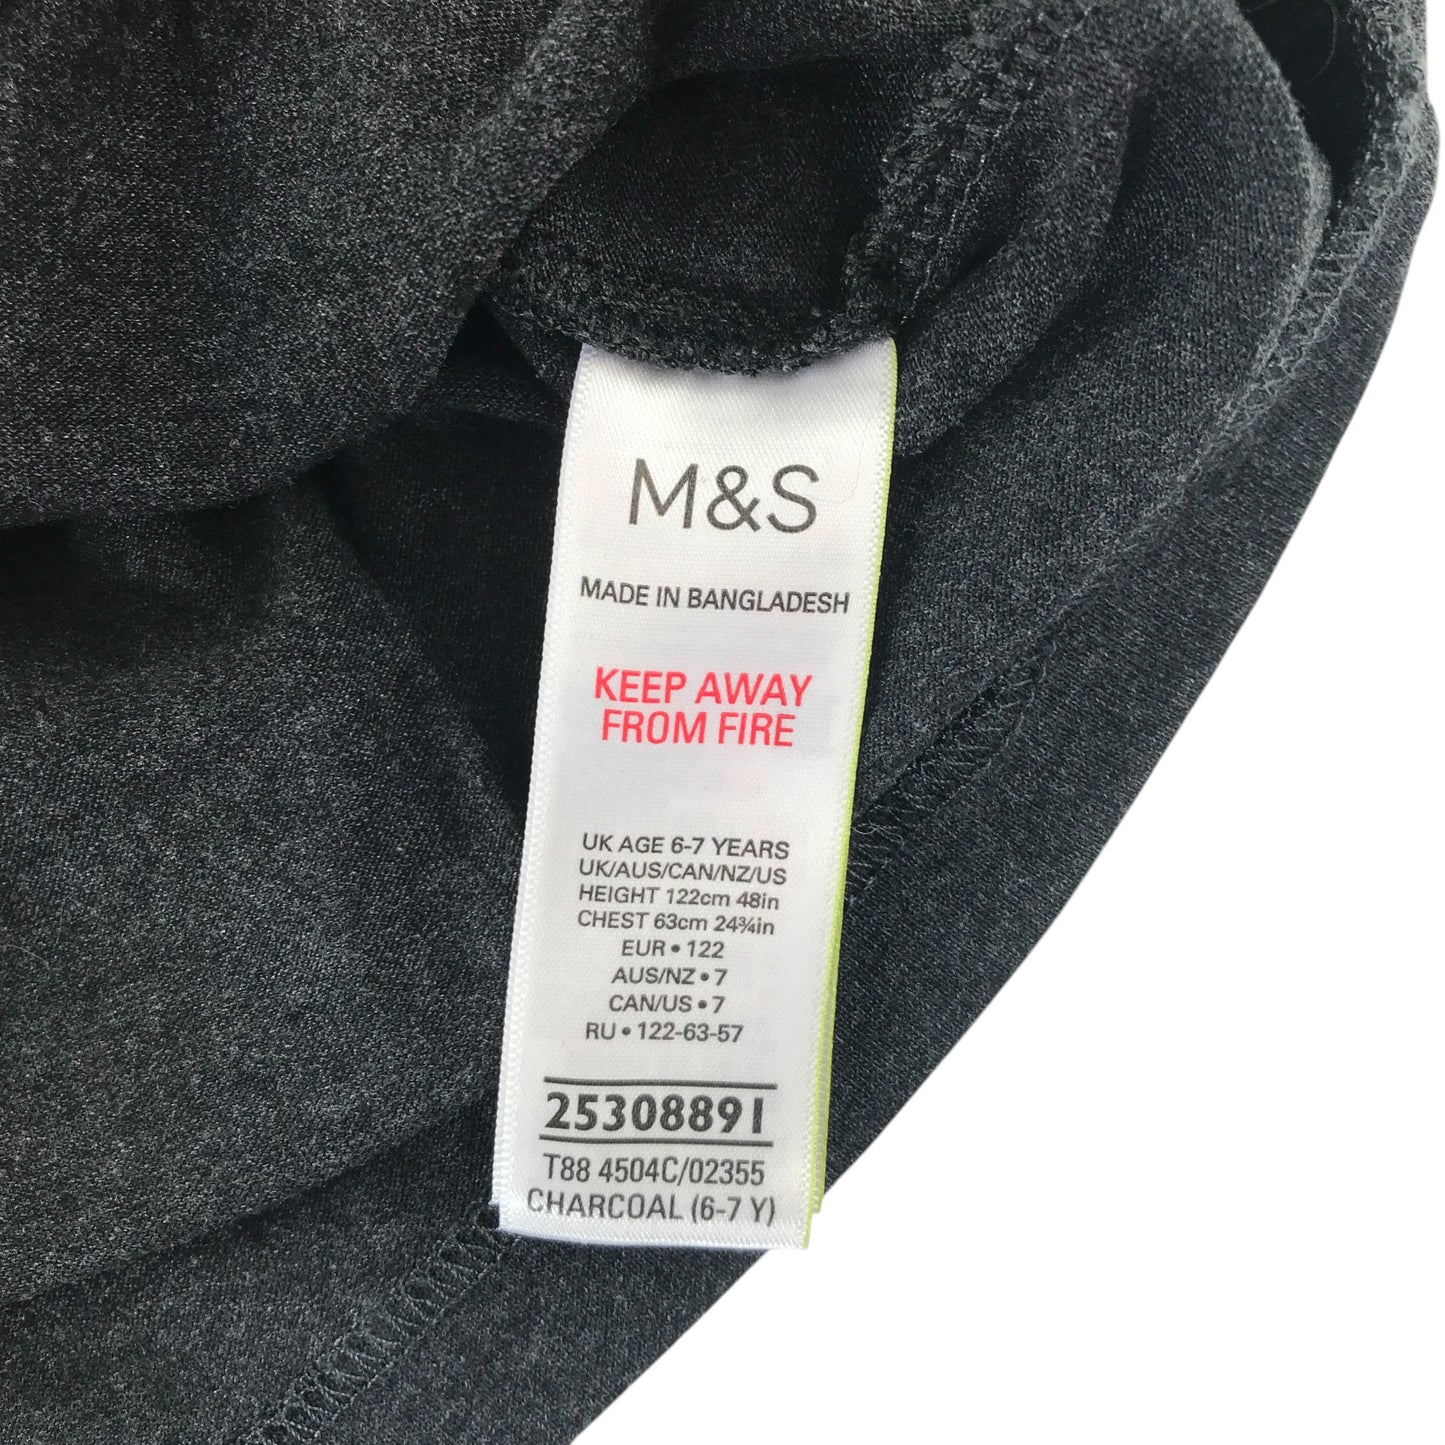 M&S
MADE IN BANGLADESH
KEEP AWAY
FROM FIRE
UK AGE 6-7 YEARS
UK/AUS/CAN/NZ/US
HEIGHT 122cm 48in
CHEST 63cm 24¾in
EUR • 122
AUS/NZ • 7
CAN/US • 7
RU • 122-63-57
25308891
T88 4504C/02355
CHARCOAL (6-7 Y)